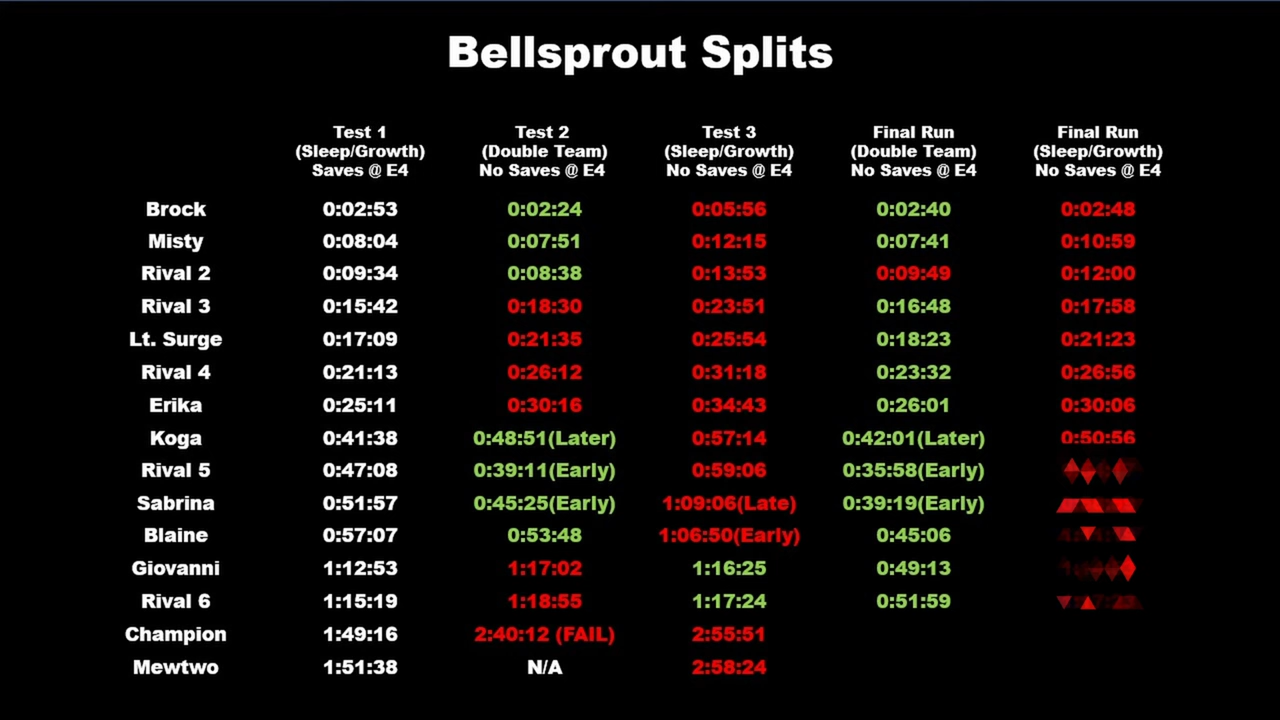 Bellsprout Splits
Test 1 Test 2 Test 3 Final Run Final Run
(Sleep/Growth) (Double Team) (Sleep/Growth) (Double Team) (Sleep/Growth)
Saves @ E4 No Saves @ E4 No Saves @ E4 No Saves @ E4 No Saves @ E4
Brock 0:02:53 0:02:24 0:05:56 0:02:40 0:02:48
Misty 0:08:04 0:07:51 0:12:15 0:07:41 0:10:59
Rival 2 0:09:34 0:08:38 0:13:53 0:09:49 0:12:00
Rival 3 0:15:42 0:18:30 0:23:51 0:16:48 0:17:58
Lt. Surge 0:17:09 0:21:35 0:25:54 0:18:23 0:21:23
Rival 4 0:21:13 0:26:12 0:31:18 0:23:32 0:26:56
Erika 0:25:11 0:30:16 0:34:43 0:26:01 0:30:06
Koga 0:41:38 0:48:51(Later) 0:57:14 0:42:01(Later) 0:50:56
Rival 5 0:47:08 0:39:11(Early) 0:59:06 0:35:58(Early)
Sabrina 0:51:57 0:45:25(Early) 1:09:06(Late) 0:39:19(Early)
Blaine 0:57:07 0:53:48 1:06:50(Early) 0:45:06
Giovanni 1:12:53 1:17:02 1:16:25 0:49:13
Rival 6 1:15:19 1:18:55 1:17:24 0:51:59
Champion 1:49:16 2:40:12 (FAIL) 2:55:51
Mewtwo 1:51:38 N/A 2:58:24